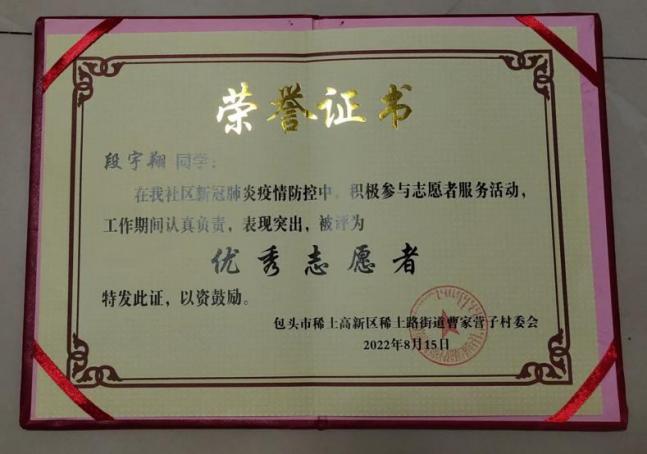 荣誉证书
段宇翔 同学：
在我社区新冠肺炎疫情防控中，积极参与志愿者服务活动，
工作期间认真负责，表现突出，被评为
优秀志愿者
特发此证，以资鼓励。
包头市稀土高新区稀土路街道曹家营子村委会
2022年8月15日